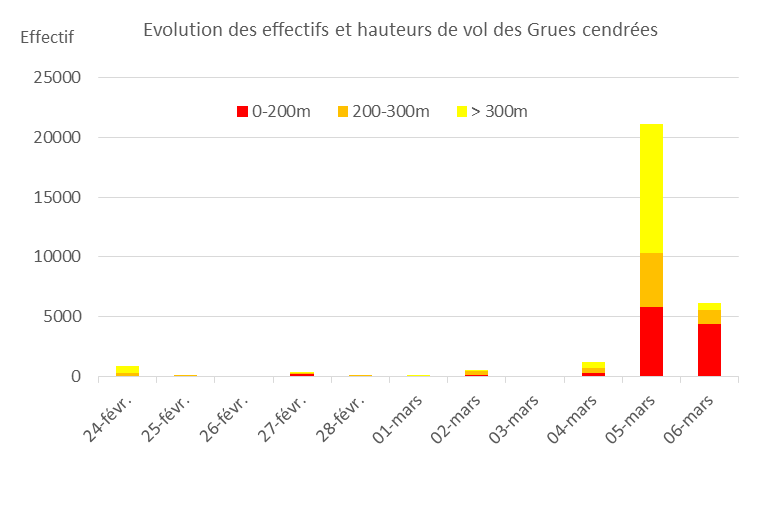 Evolution des effectifs et hauteurs de vol des Grues cendrées
Effectif
25000
0-200m 200-300m > 300m
20000
15000
10000
5000
0
24-févr. 25-févr. 26-févr. 27-févr. 28-févr. 01-mars 02-mars 03-mars 04-mars 05-mars 06-mars